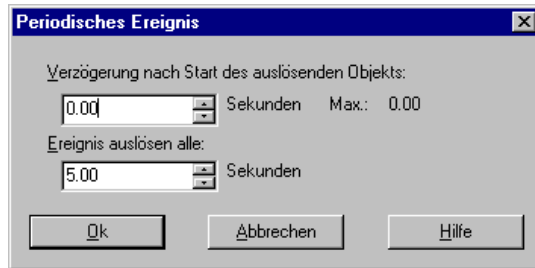 Periodisches Ereignis
Verzögerung nach Start des auslösenden Objekts:
0.00 Sekunden Max.: 0.00
Ereignis auslösen alle:
5.00 Sekunden
Ok Abbrechen Hilfe